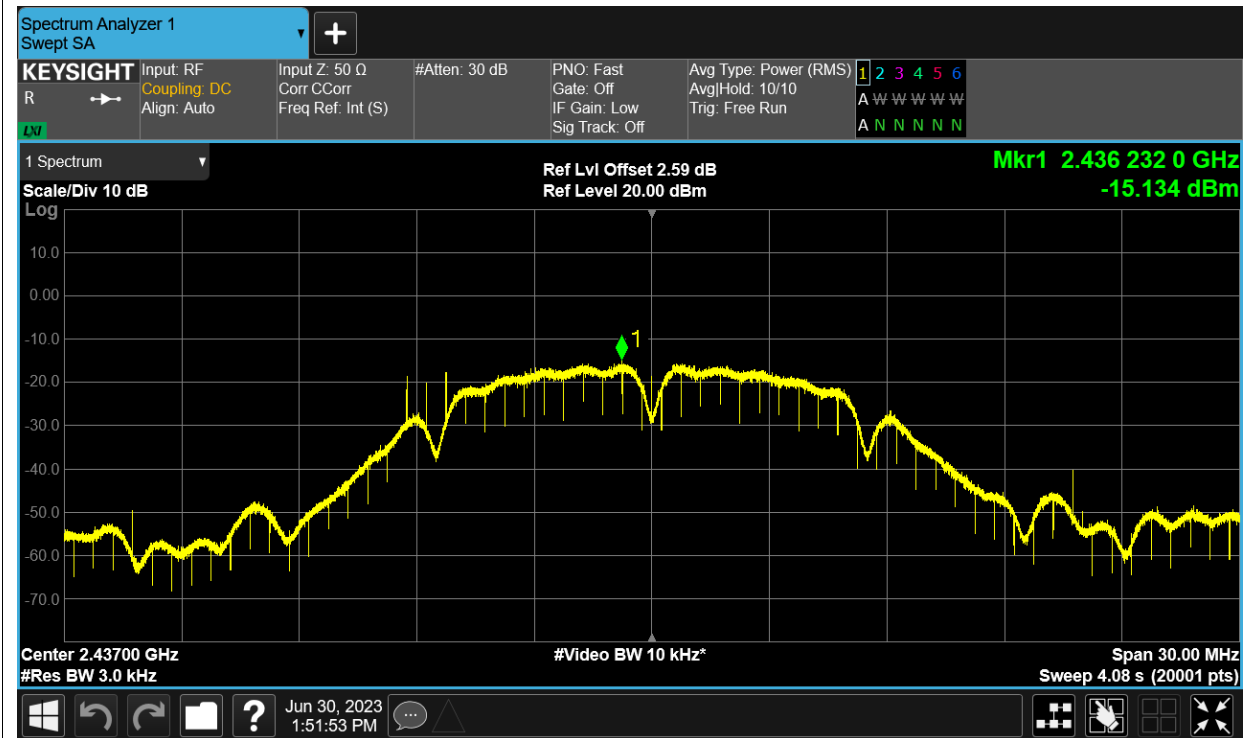 Spectrum Analyzer 1
Swept SA
+
KEYSIGHT
R
LXI
Input: RF
Coupling: DC
Align: Auto
Input Z: 50 Ω
Corr CCorr
Freq Ref: Int (S)
#Atten: 30 dB
PNO: Fast
Gate: Off
IF Gain: Low
Sig Track: Off
Avg Type: Power (RMS)
Avg|Hold: 10/10
Trig: Free Run
1 2 3 4 5 6
A W W W W W
A N N N N N
1 Spectrum
Scale/Div 10 dB
Log
Ref Lvl Offset 2.59 dB
Ref Level 20.00 dBm
Mkr1 2.436 232 0 GHz
-15.134 dBm
10.0
0.00
-10.0
-20.0
-30.0
-40.0
-50.0
-60.0
-70.0
1
Center 2.43700 GHz
#Res BW 3.0 kHz
#Video BW 10 kHz*
Span 30.00 MHz
Sweep 4.08 s (20001 pts)
?
Jun 30, 2023
1:51:53 PM